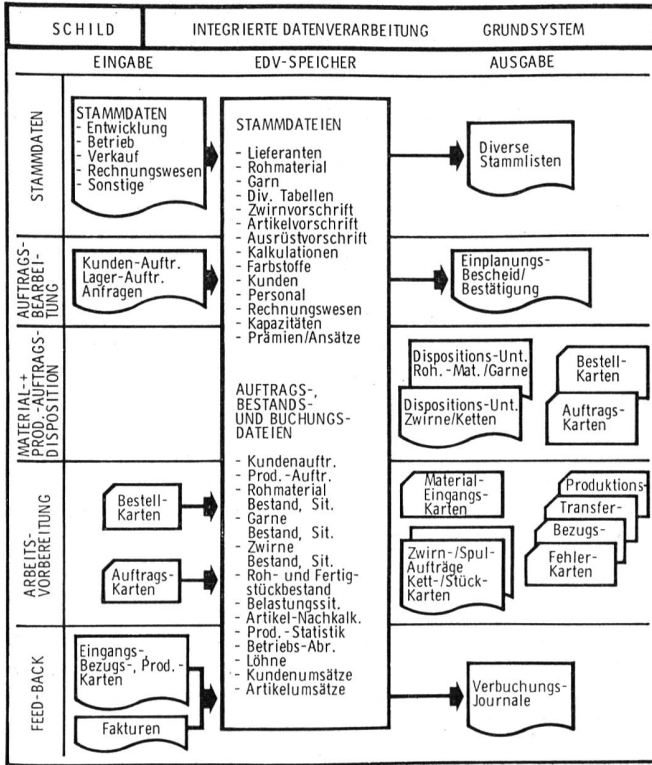 SCHILD
INTEGRIERTE DATENVERARBEITUNG GRUNDSYSTEM
EINGABE
EDV-SPEICHER
AUSGABE
STAMMDATEN
STAMMDATEN
- Entwicklung
- Betrieb
- Verkauf
- Rechnungswesen
- Sonstige
STAMMDATEIEN
- Lieferanten
- Rohmaterial
- Garn
- Div. Tabellen
- Zwirnvorschrift
- Artikelvorschrift
- Ausrüstvorschrift
- Kalkulationen
- Farbstoffe
- Kunden
- Personal
- Rechnungswesen
- Kapazitäten
- Prämien/Ansätze
Diverse
Stammlisten
AUFTRAGS-
BEARBEI-
TUNG
Kunden-Auftr.
Lager-Auftr.
Anfragen
Einplanungs-
Bescheid/
Bestätigung
MATERIAL-+
PROD.-AUFTRAGS-
DISPOSITION
AUFTRAGS-,
BESTANDS-
UND BUCHUNGS-
DATEIEN
- Kundenauftr.
- Prod.-Auftr.
- Rohmaterial
Bestand, Sit.
- Garne
Bestand, Sit.
- Zwirne
Bestand, Sit.
- Roh- und Fertig-
stückbestand
- Belastungssit.
- Artikel-Nachkalk.
- Prod.-Statistik
- Betriebs-Abr.
- Löhne
- Kundenumsätze
- Artikelumsätze
Dispositions-Unt.
Roh.-Mat./Garne
Dispositions-Unt.
Zwirne/Ketten
Bestell-
Karten
Auftrags-
Karten
ARBEITS-
VORBEREITUNG
Bestell-
Karten
Auftrags-
Karten
Material-
Eingangs-
Karten
Zwirn-/Spul-
Aufträge
Kett-/Stück-
Karten
Produktions-
Transfer-
Bezugs-
Fehler-
Karten
FEED-BACK
Eingangs-,
Bezugs-, Prod.-
Karten
Fakturen
Verbuchungs-
Journale